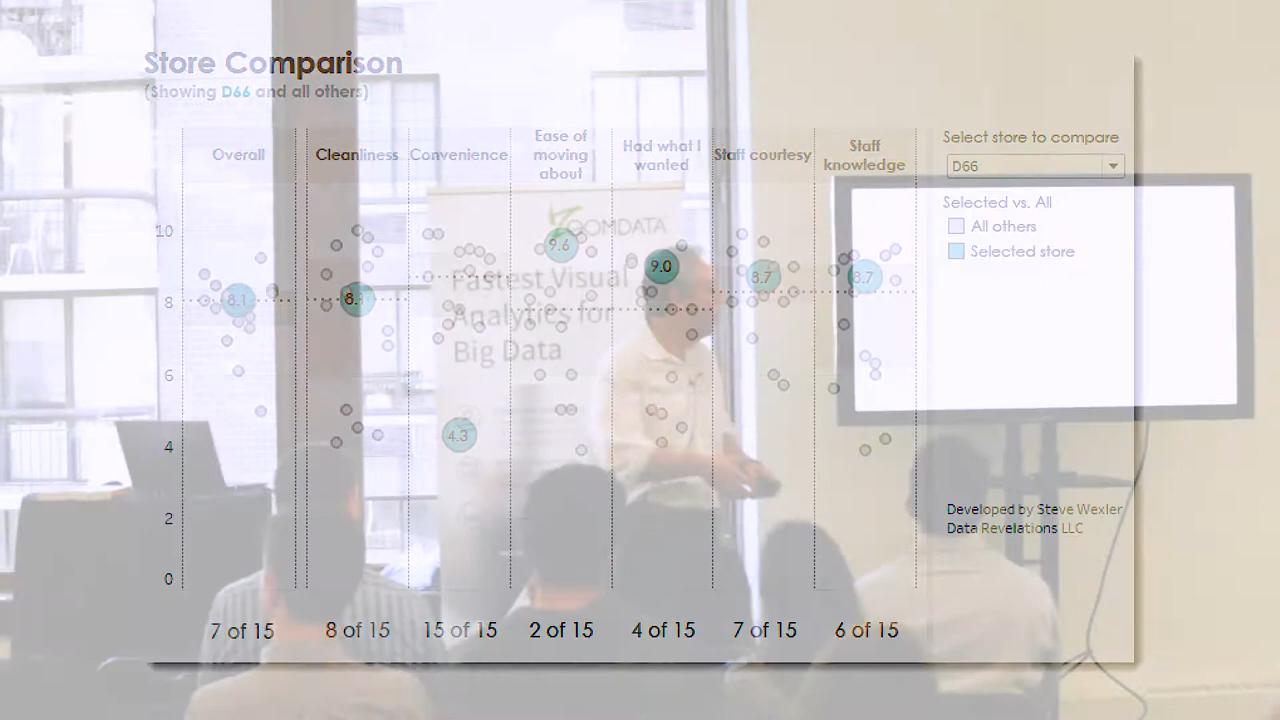 Store Comparison
(Showing D66 and all others)
Overall
Cleanliness
Convenience
Ease of
moving
about
Had what I
wanted
Staff courtesy
Staff
knowledge
Select store to compare
D66
Selected vs. All
All others
Selected store
10
8
6
4
2
0
8.1
4.3
9.6
9.0
8.7
8.7
ZOOMDATA
Fastest Visual
Analytics for
Big Data
Developed by Steve Wexler
Data Revelations LLC
7 of 15
8 of 15
15 of 15
2 of 15
4 of 15
7 of 15
6 of 15